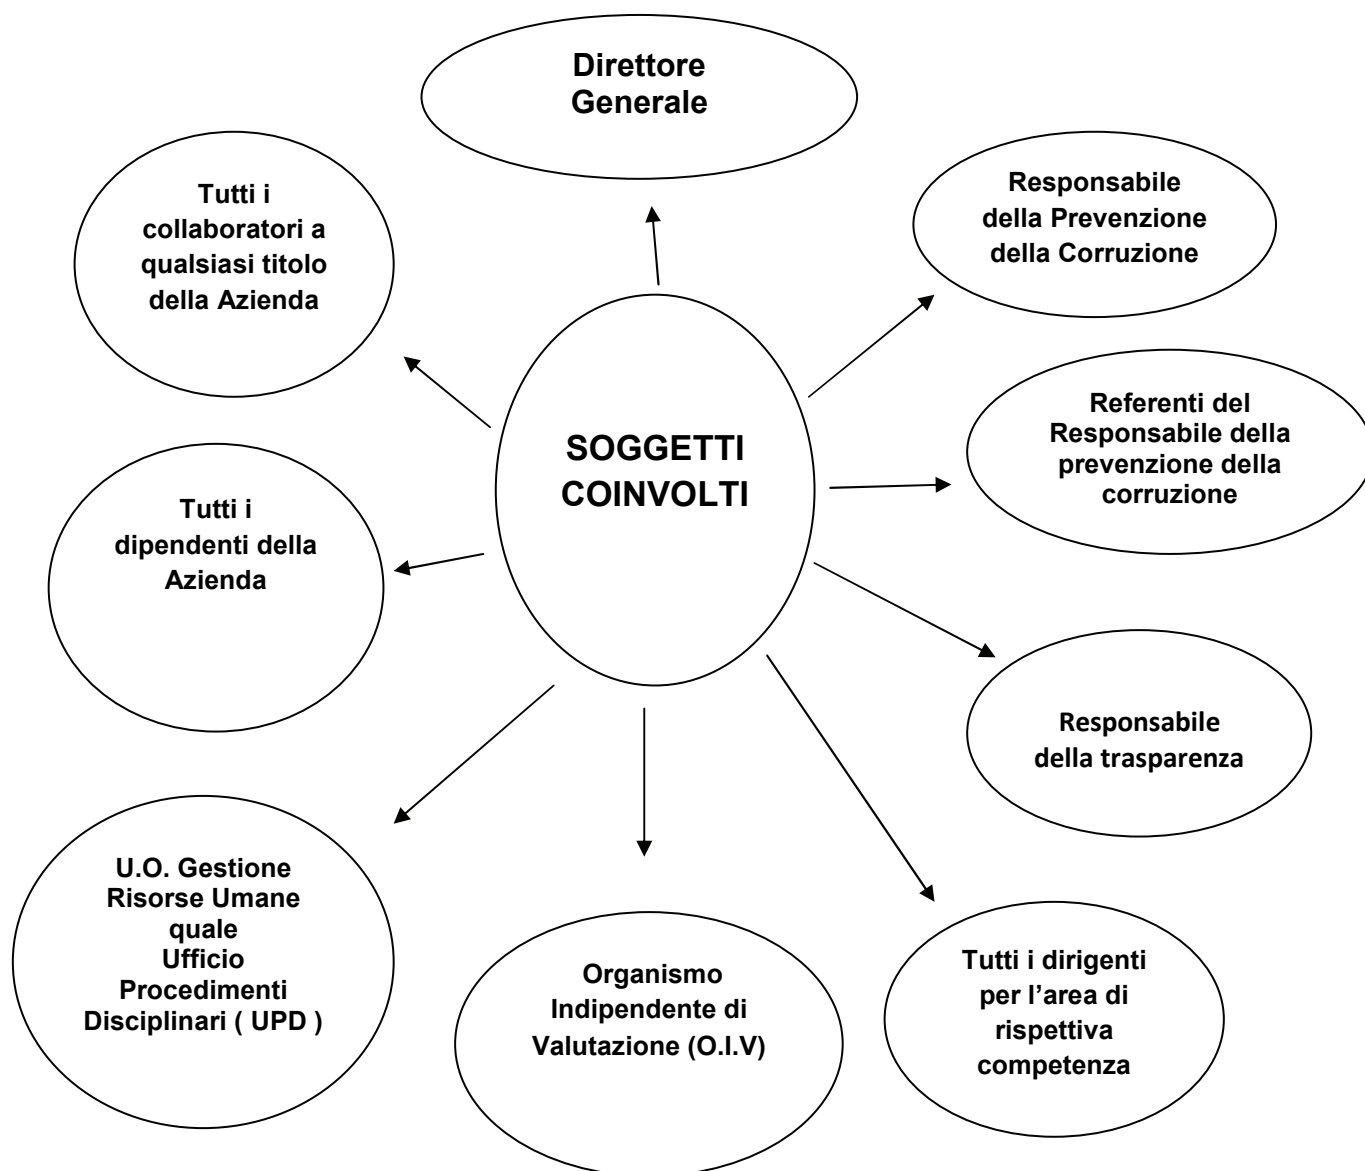 Direttore
Generale
Tutti i
collaboratori a
qualsiasi titolo
della Azienda
Responsabile
della Prevenzione
della Corruzione
SOGGETTI
COINVOLTI
Referenti del
Responsabile della
prevenzione della
corruzione
Tutti i
dipendenti della
Azienda
Responsabile
della trasparenza
U.O. Gestione
Risorse Umane
quale
Ufficio
Procedimenti
Disciplinari ( UPD )
Organismo
Indipendente di
Valutazione (O.I.V)
Tutti i dirigenti
per l’area di
rispettiva
competenza